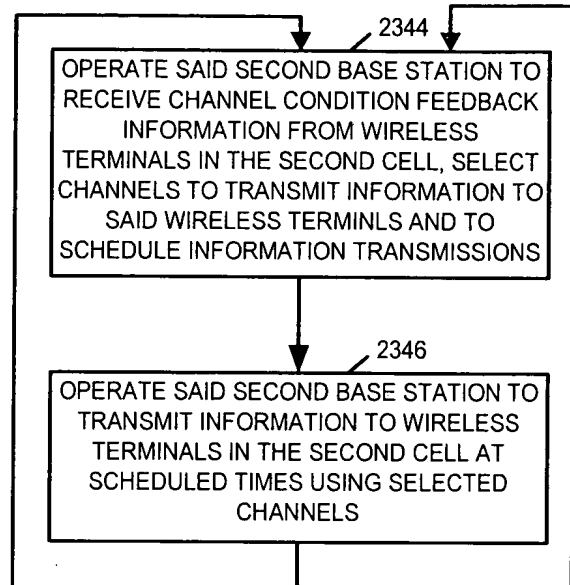 2344
OPERATE SAID SECOND BASE STATION TO
RECEIVE CHANNEL CONDITION FEEDBACK
INFORMATION FROM WIRELESS
TERMINALS IN THE SECOND CELL, SELECT
CHANNELS TO TRANSMIT INFORMATION TO
SAID WIRELESS TERMINLS AND TO
SCHEDULE INFORMATION TRANSMISSIONS
2346
OPERATE SAID SECOND BASE STATION TO
TRANSMIT INFORMATION TO WIRELESS
TERMINALS IN THE SECOND CELL AT
SCHEDULED TIMES USING SELECTED
CHANNELS